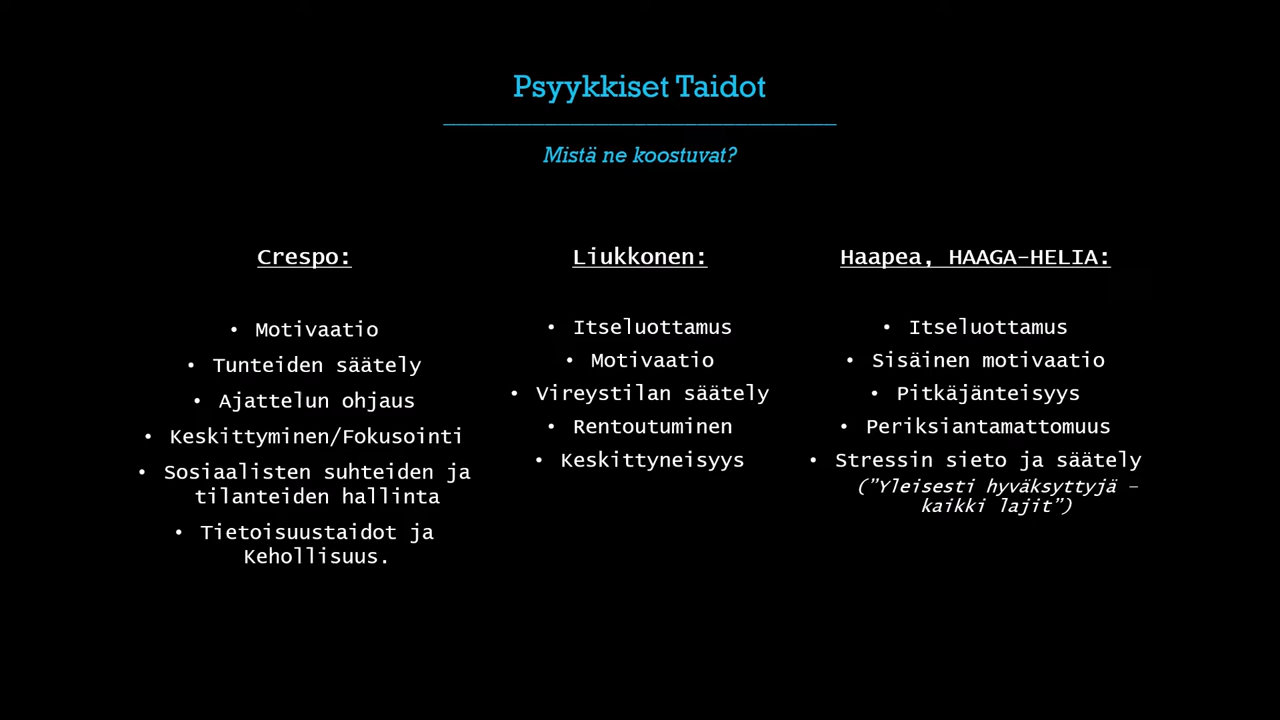 Psyykkiset Taidot
Mistä ne koostuvat?
Crespo:
• Motivaatio
• Tunteiden säätely
• Ajattelun ohjaus
• Keskittyminen/Fokusointi
• Sosiaalisten suhteiden ja
tilanteiden hallinta
• Tietoisuustaidot ja
Kehollisuus.
Liukkonen:
• Itseluottamus
• Motivaatio
• Vireystilan säätely
• Rentoutuminen
• Keskittyneisyys
Haapea, HAAGA-HELIA:
• Itseluottamus
• Sisäinen motivaatio
• Pitkäjänteisyys
• Periksiantamattomuus
• Stressin sieto ja säätely
(”Yleisesti hyväksyttyjä –
kaikki lajit”)